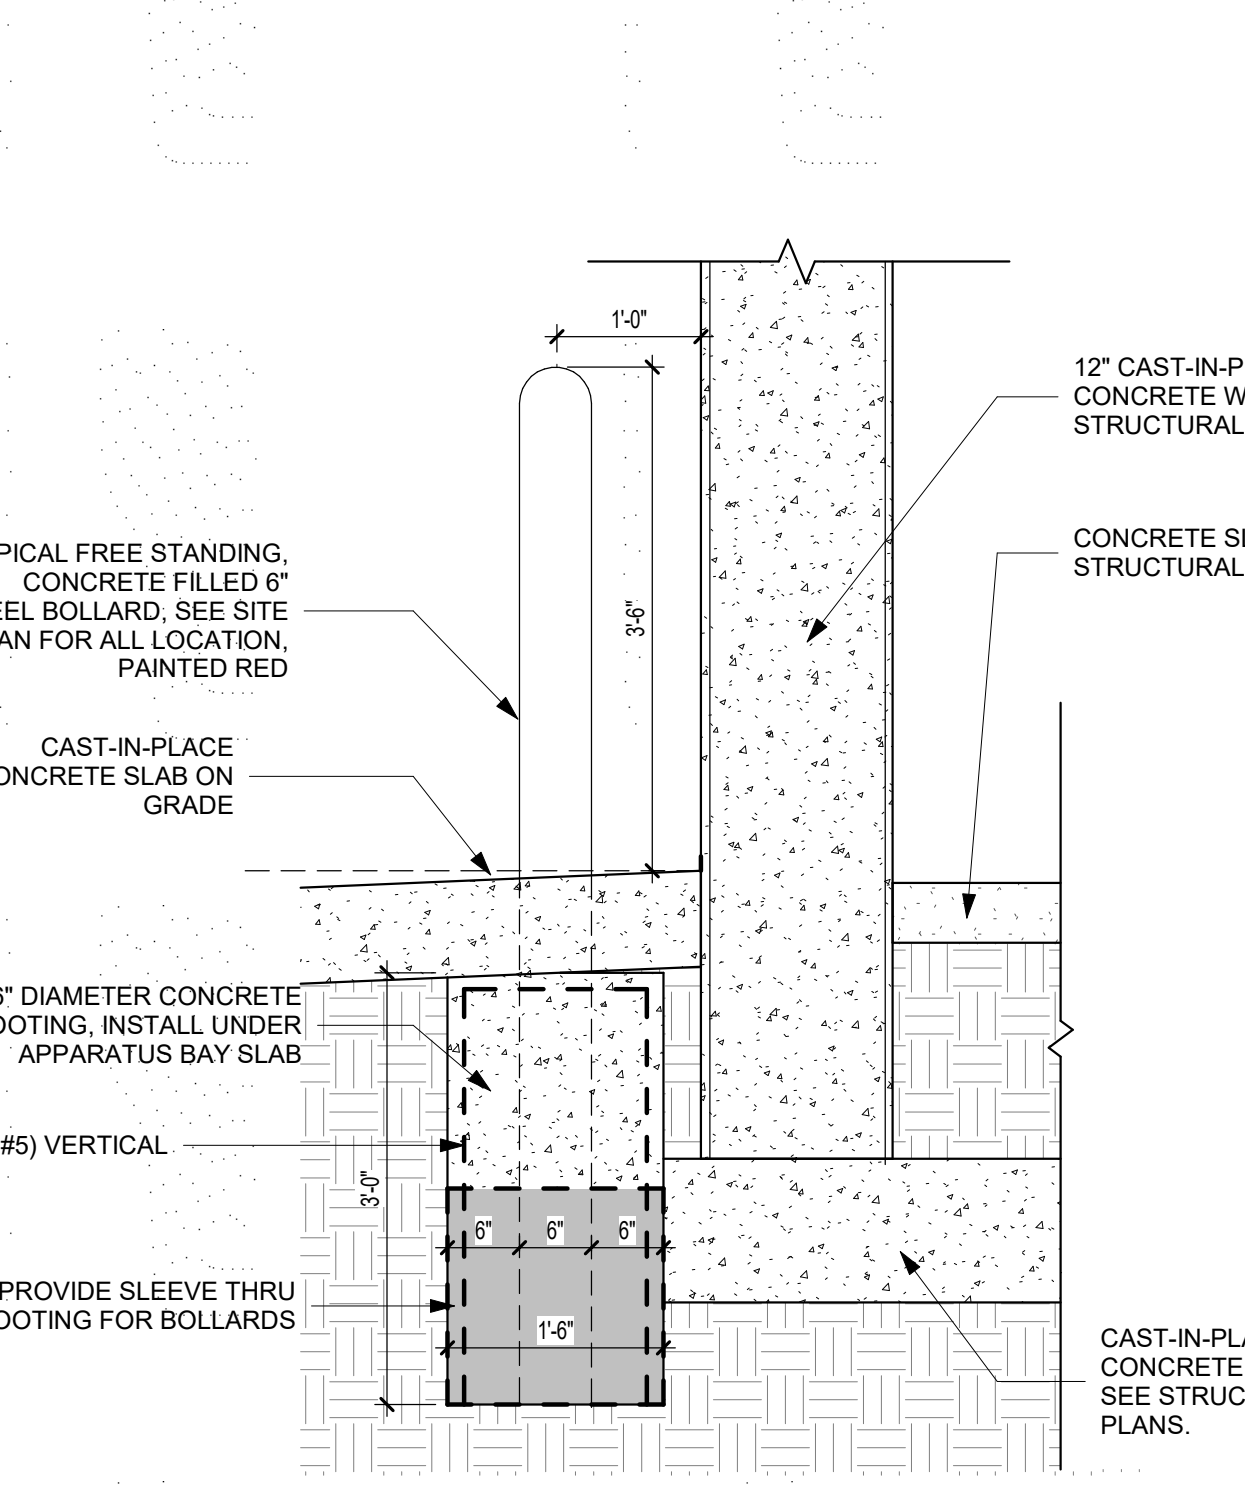 1'-0"
12" CAST-IN-P
CONCRETE W
STRUCTURAL
CONCRETE SL
STRUCTURAL
PICAL FREE STANDING,
CONCRETE FILLED 6"
EEL BOLLARD, SEE SITE
AN FOR ALL LOCATION,
PAINTED RED
3'-6"
CAST-IN-PLACE
ONCRETE SLAB ON
GRADE
6" DIAMETER CONCRETE
OOTING, INSTALL UNDER
APPARATUS BAY SLAB
#5) VERTICAL
3'-0"
6" 6" 6"
PROVIDE SLEEVE THRU
OOTING FOR BOLLARDS
1'-6"
CAST-IN-PLA
CONCRETE
SEE STRUC
PLANS.